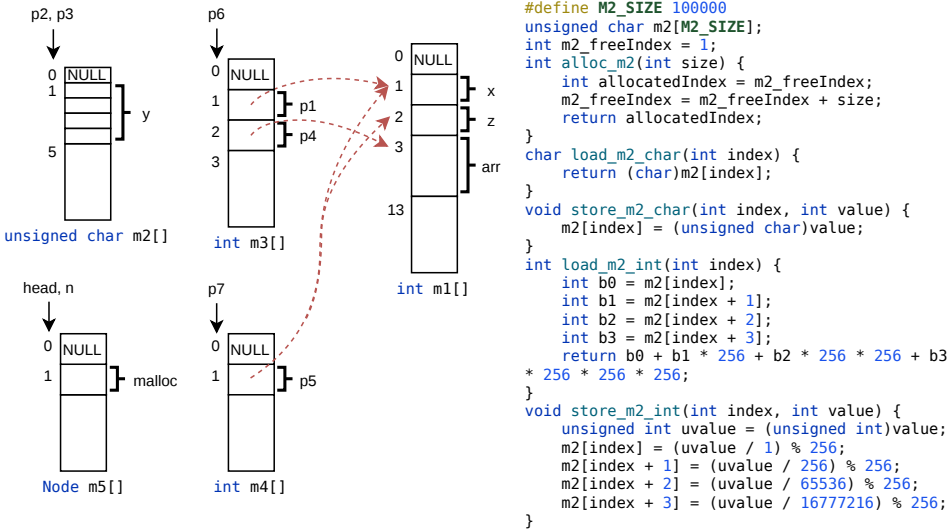 p2, p3
0
NULL
1
y
5
unsigned char m2[]
p6
0
NULL
1
p1
2
p4
3
int m3[]
0
NULL
1
x
2
z
3
arr
13
int m1[]
head, n
0
NULL
1
malloc
Node m5[]
p7
0
NULL
1
p5
int m4[]
#define M2_SIZE 100000
unsigned char m2[M2_SIZE];
int m2_freeIndex = 1;
int alloc_m2(int size) {
    int allocatedIndex = m2_freeIndex;
    m2_freeIndex = m2_freeIndex + size;
    return allocatedIndex;
}
char load_m2_char(int index) {
    return (char)m2[index];
}
void store_m2_char(int index, int value) {
    m2[index] = (unsigned char)value;
}
int load_m2_int(int index) {
    int b0 = m2[index];
    int b1 = m2[index + 1];
    int b2 = m2[index + 2];
    int b3 = m2[index + 3];
    return b0 + b1 * 256 + b2 * 256 * 256 + b3
* 256 * 256 * 256;
}
void store_m2_int(int index, int value) {
    unsigned int uvalue = (unsigned int)value;
    m2[index] = (uvalue / 1) % 256;
    m2[index + 1] = (uvalue / 256) % 256;
    m2[index + 2] = (uvalue / 65536) % 256;
    m2[index + 3] = (uvalue / 16777216) % 256;
}